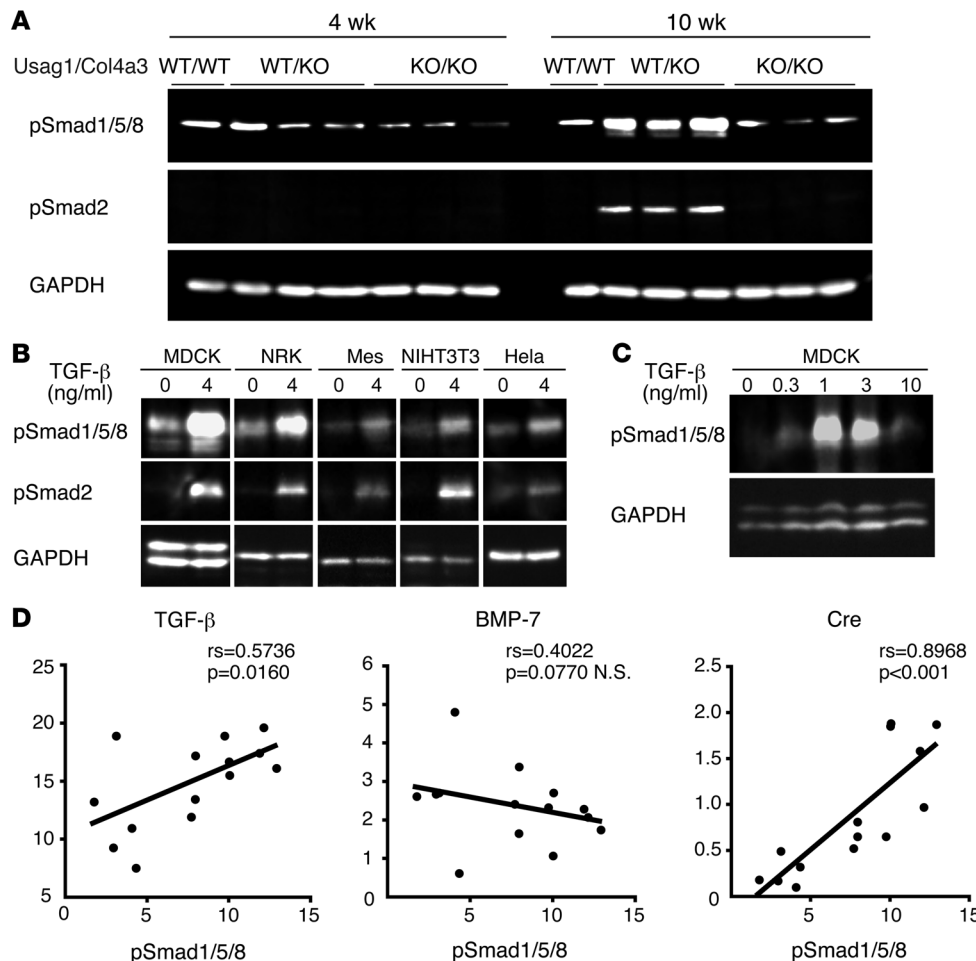 A
4 wk
10 wk
Usag1/Col4a3
WT/WT
WT/KO
KO/KO
WT/WT
WT/KO
KO/KO
pSmad1/5/8
pSmad2
GAPDH
B
MDCK
NRK
Mes
NIHT3T3
Hela
TGF-β
(ng/ml)
0 4 0 4 0 4 0 4 0 4
pSmad1/5/8
pSmad2
GAPDH
C
MDCK
TGF-β
(ng/ml)
0 0.3 1 3 10
pSmad1/5/8
GAPDH
D
TGF-β
rs=0.5736
p=0.0160
25
20
15
10
5
0 5 10 15
pSmad1/5/8
BMP-7
rs=0.4022
p=0.0770 N.S.
6
5
4
3
2
1
0
0 5 10 15
pSmad1/5/8
Cre
rs=0.8968
p<0.001
2.0
1.5
1.0
0.5
0
5 10 15
pSmad1/5/8